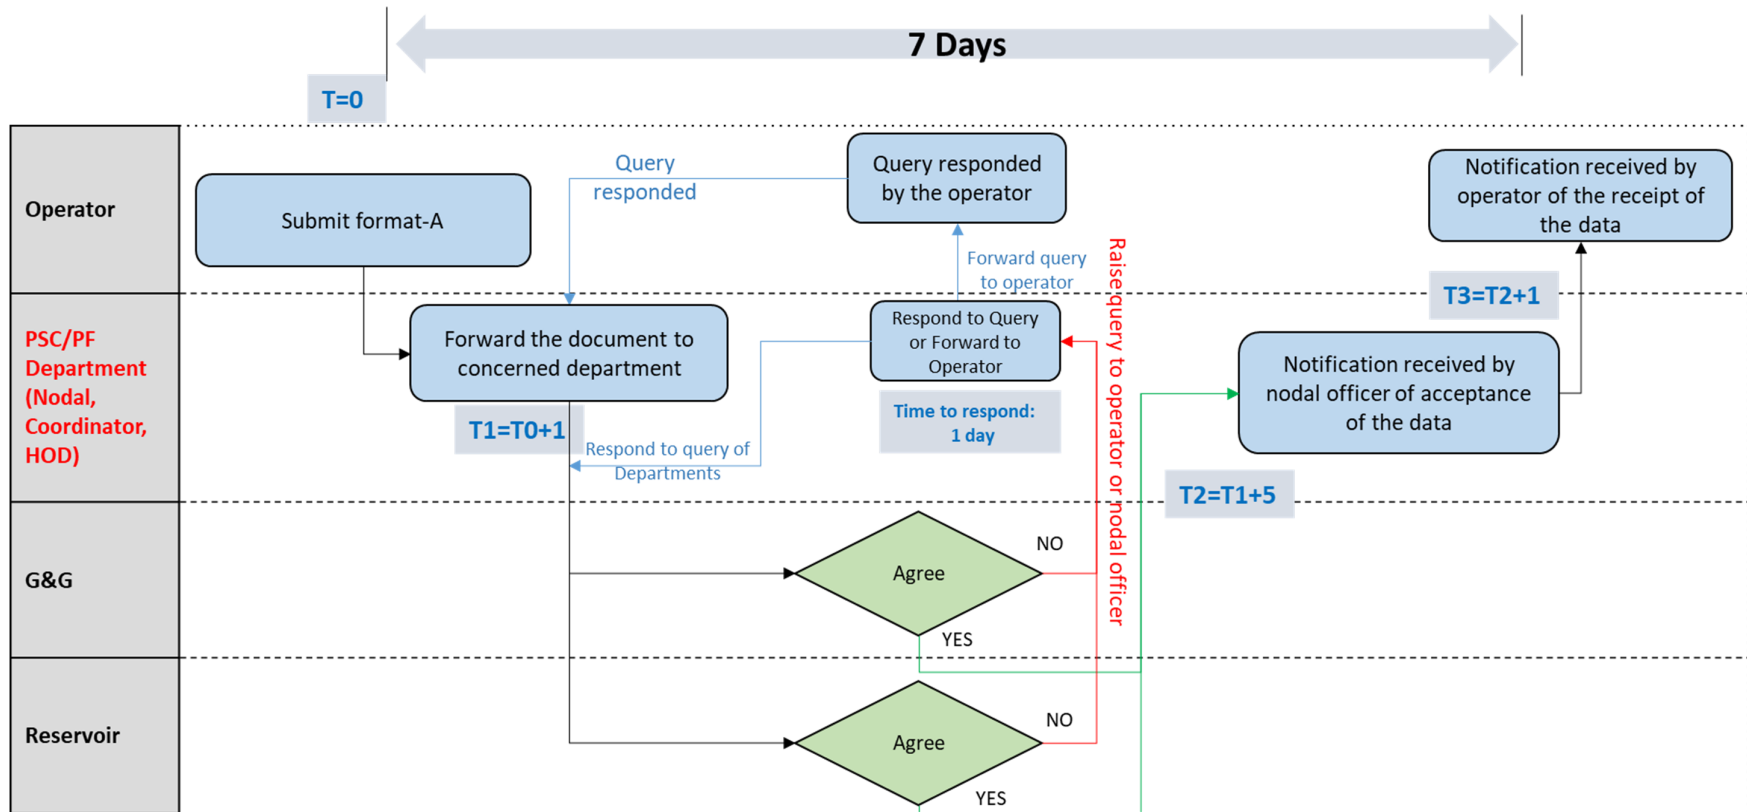 7 Days
T=0
Operator
Submit format-A
Query
responded
Query responded
by the operator
Notification received by
operator of the receipt of
the data
Forward query
to operator
Raise query to operator or nodal officer
T3=T2+1
PSC/PF
Department
(Nodal,
Coordinator,
HOD)
Forward the document to
concerned department
Respond to Query
or Forward to
Operator
Notification received by
nodal officer of acceptance
of the data
T1=T0+1
Time to respond:
1 day
Respond to query of
Departments
T2=T1+5
G&G
Agree
NO
YES
Reservoir
Agree
NO
YES